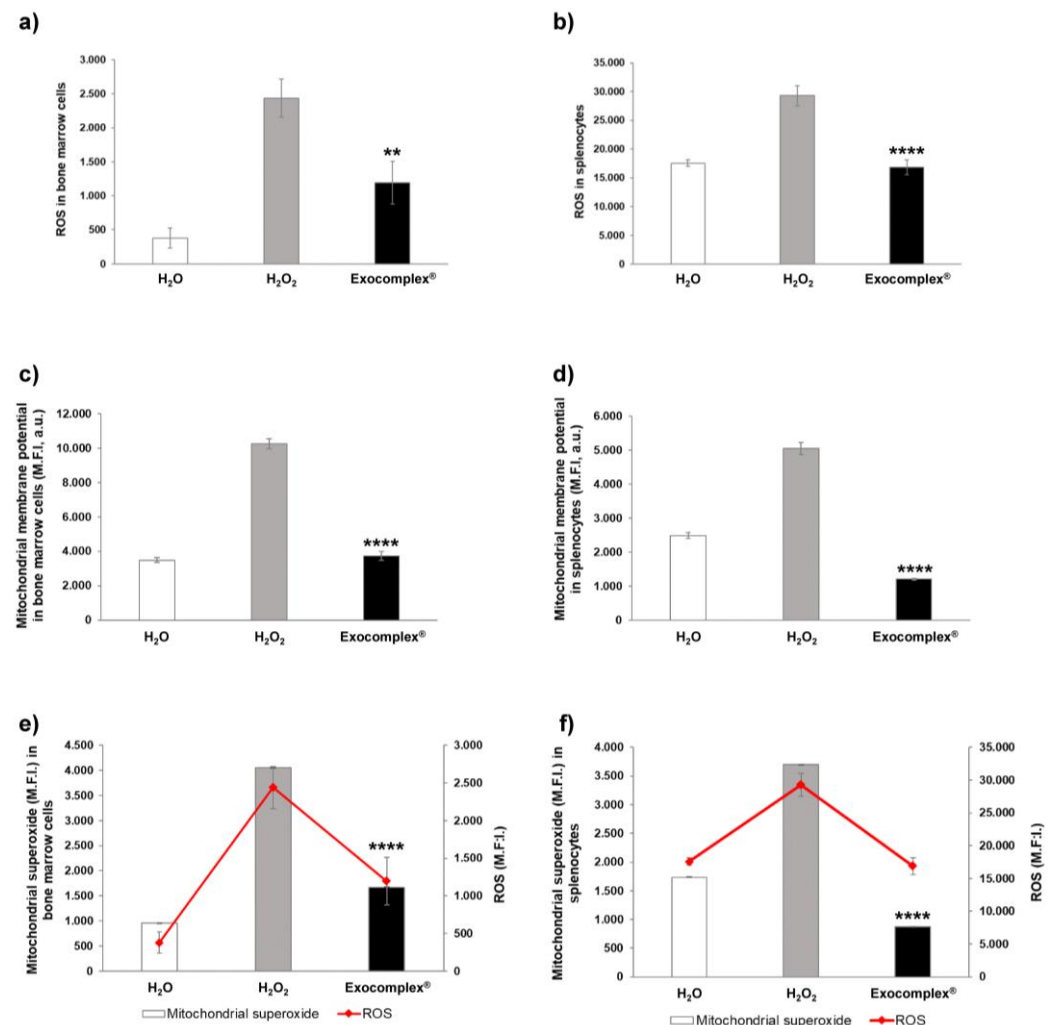 a)
ROS in bone marrow cells
3.000
2.500
2.000
1.500
1.000
500
0
**
H₂O
H₂O₂
Exocomplex®
b)
ROS in splenocytes
35.000
30.000
25.000
20.000
15.000
10.000
5.000
0
****
H₂O
H₂O₂
Exocomplex®
c)
Mitochondrial membrane potential
in bone marrow cells (M.F.I, a.u.)
12.000
10.000
8.000
6.000
4.000
2.000
0
****
H₂O
H₂O₂
Exocomplex®
d)
Mitochondrial membrane potential
in splenocytes (M.F.I, a.u.)
6.000
5.000
4.000
3.000
2.000
1.000
0
****
H₂O
H₂O₂
Exocomplex®
e)
Mitochondrial superoxide (M.F.I.) in
bone marrow cells
4.500
4.000
3.500
3.000
2.500
2.000
1.500
1.000
500
0
****
3.000
2.500
2.000
1.500
1.000
500
0
ROS (M.F:I.)
H₂O
H₂O₂
Exocomplex®
Mitochondrial superoxide
ROS
f)
Mitochondrial superoxide (M.F.I.) in
splenocytes
4.000
3.500
3.000
2.500
2.000
1.500
1.000
500
0
****
35.000
30.000
25.000
20.000
15.000
10.000
5.000
0
ROS (M.F:I.)
H₂O
H₂O₂
Exocomplex®
Mitochondrial superoxide
ROS